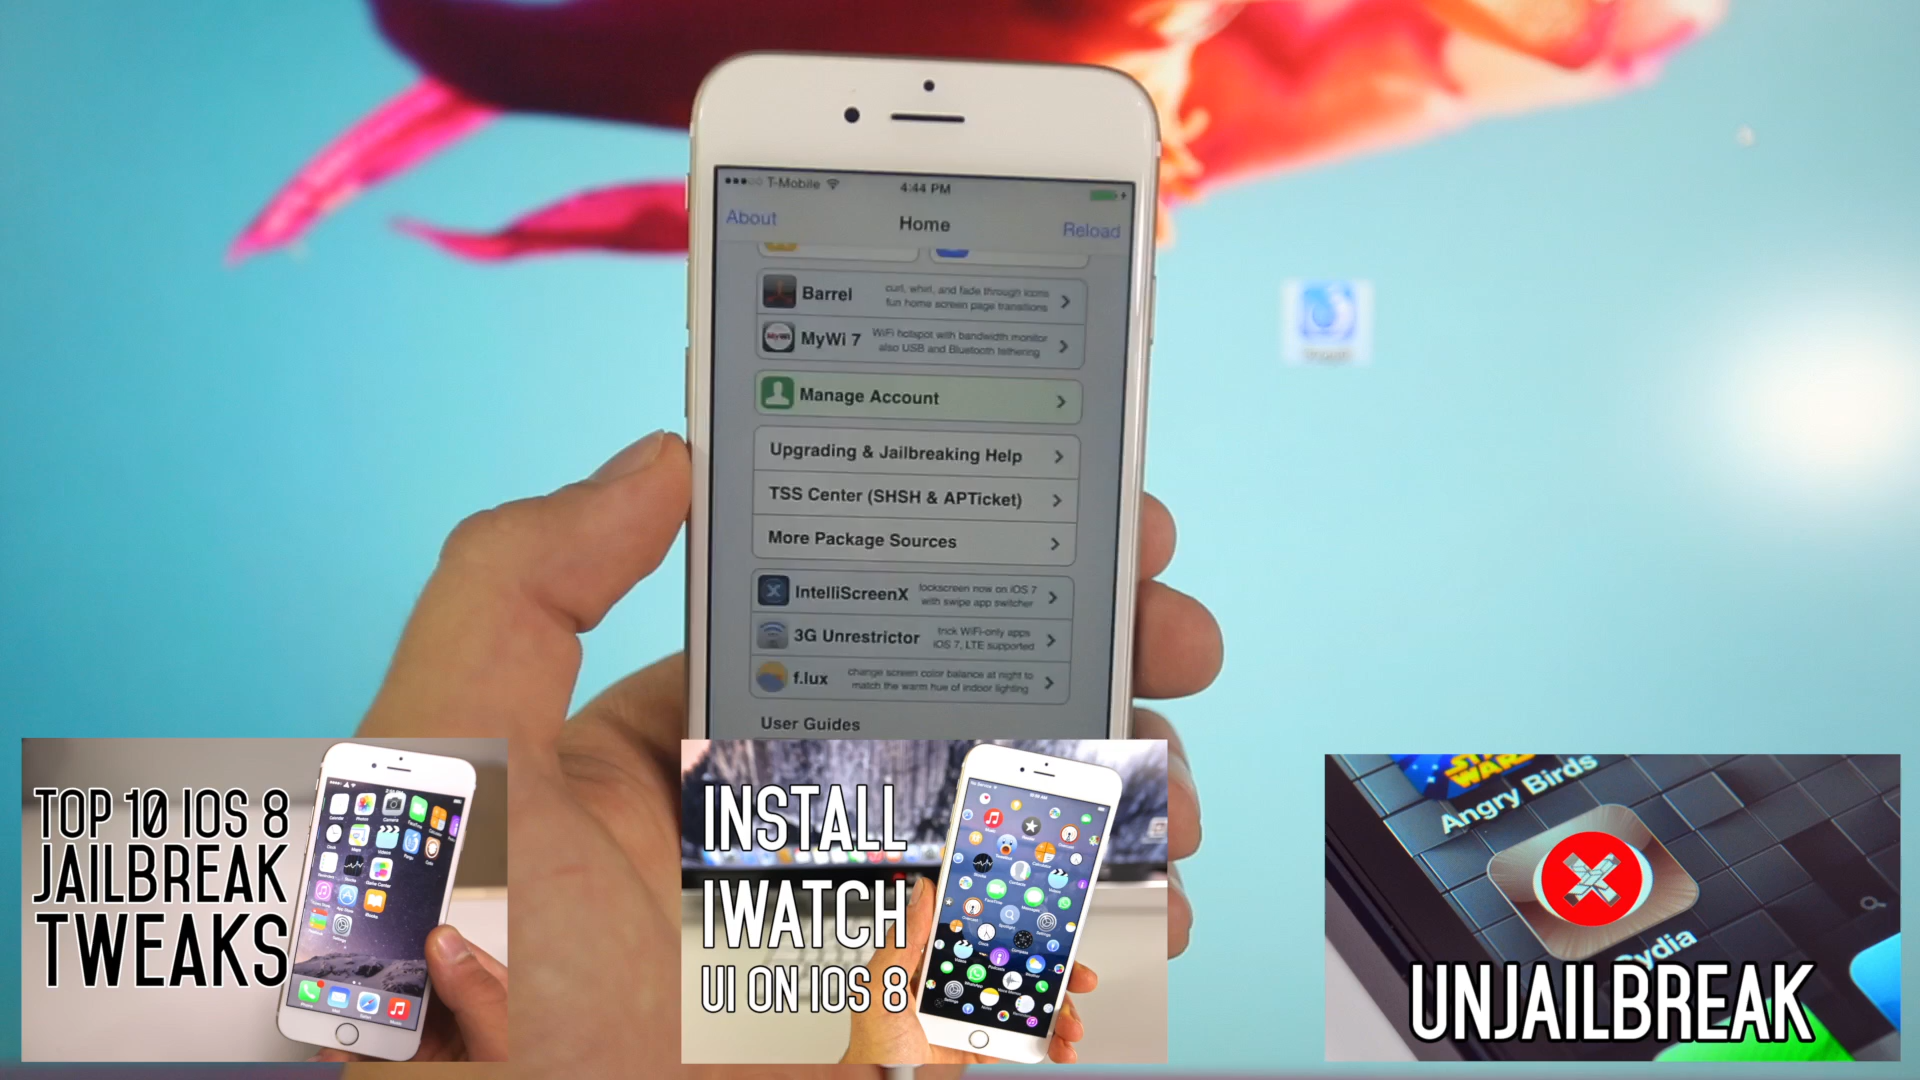 T-Mobile
4:44 PM
About
Home
Reload
Barrel
curl, whirl, and fade through icons
fun home screen page transitions
MyWi 7
WiFi hotspot with bandwidth monitor
also USB and Bluetooth tethering
Manage Account
Upgrading & Jailbreaking Help
TSS Center (SHSH & APTicket)
More Package Sources
IntelliScreenX
lockscreen now on iOS 7
with swipe app switcher
3G Unrestrictor
trick WiFi-only apps
iOS 7, LTE supported
f.lux
change screen color balance at night to
match the warm hue of indoor lighting
User Guides
TOP 10 IOS 8
JAILBREAK
TWEAKS
INSTALL
IWATCH
UI ON IOS 8
STAR
WARS
Angry Birds
Cydia
UNJAILBREAK